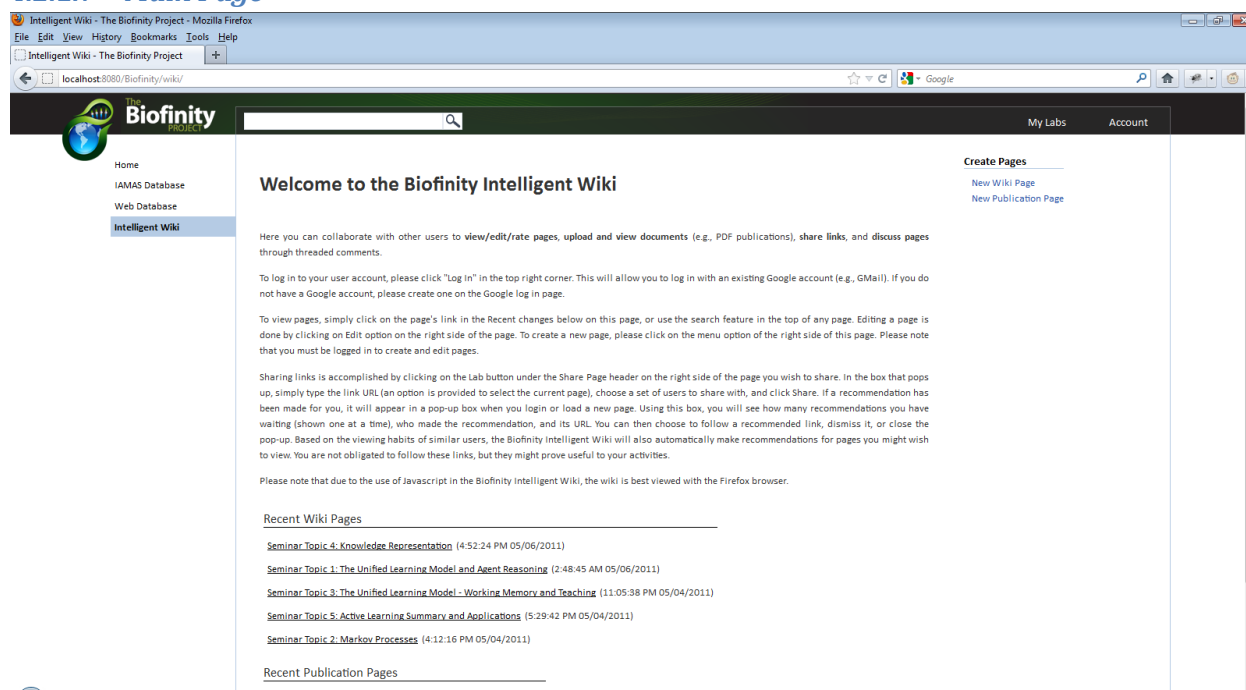 Main Page
Intelligent Wiki - The Biofinity Project - Mozilla Firefox
File Edit View History Bookmarks Tools Help
Intelligent Wiki - The Biofinity Project +
localhost:8080/Biofinity/wiki/
Google
The
Biofinity
PROJECT
My Labs Account
Home
IAMAS Database
Web Database
Intelligent Wiki
Welcome to the Biofinity Intelligent Wiki
Here you can collaborate with other users to view/edit/rate pages, upload and view documents (e.g., PDF publications), share links, and discuss pages
through threaded comments.
To log in to your user account, please click "Log In" in the top right corner. This will allow you to log in with an existing Google account (e.g., GMail). If you do
not have a Google account, please create one on the Google log in page.
To view pages, simply click on the page's link in the Recent changes below on this page, or use the search feature in the top of any page. Editing a page is
done by clicking on Edit option on the right side of the page. To create a new page, please click on the menu option of the right side of this page. Please note
that you must be logged in to create and edit pages.
Sharing links is accomplished by clicking on the Lab button under the Share Page header on the right side of the page you wish to share. In the box that pops
up, simply type the link URL (an option is provided to select the current page), choose a set of users to share with, and click Share. If a recommendation has
been made for you, it will appear in a pop-up box when you login or load a new page. Using this box, you will see how many recommendations you have
waiting (shown one at a time), who made the recommendation, and its URL. You can then choose to follow a recommended link, dismiss it, or close the
pop-up. Based on the viewing habits of similar users, the Biofinity Intelligent Wiki will also automatically make recommendations for pages you might wish
to view. You are not obligated to follow these links, but they might prove useful to your activities.
Please note that due to the use of Javascript in the Biofinity Intelligent Wiki, the wiki is best viewed with the Firefox browser.
Recent Wiki Pages
Seminar Topic 4: Knowledge Representation (4:52:24 PM 05/06/2011)
Seminar Topic 1: The Unified Learning Model and Agent Reasoning (2:48:45 AM 05/06/2011)
Seminar Topic 3: The Unified Learning Model - Working Memory and Teaching (11:05:38 PM 05/04/2011)
Seminar Topic 5: Active Learning Summary and Applications (5:29:42 PM 05/04/2011)
Seminar Topic 2: Markov Processes (4:12:16 PM 05/04/2011)
Recent Publication Pages
Create Pages
New Wiki Page
New Publication Page